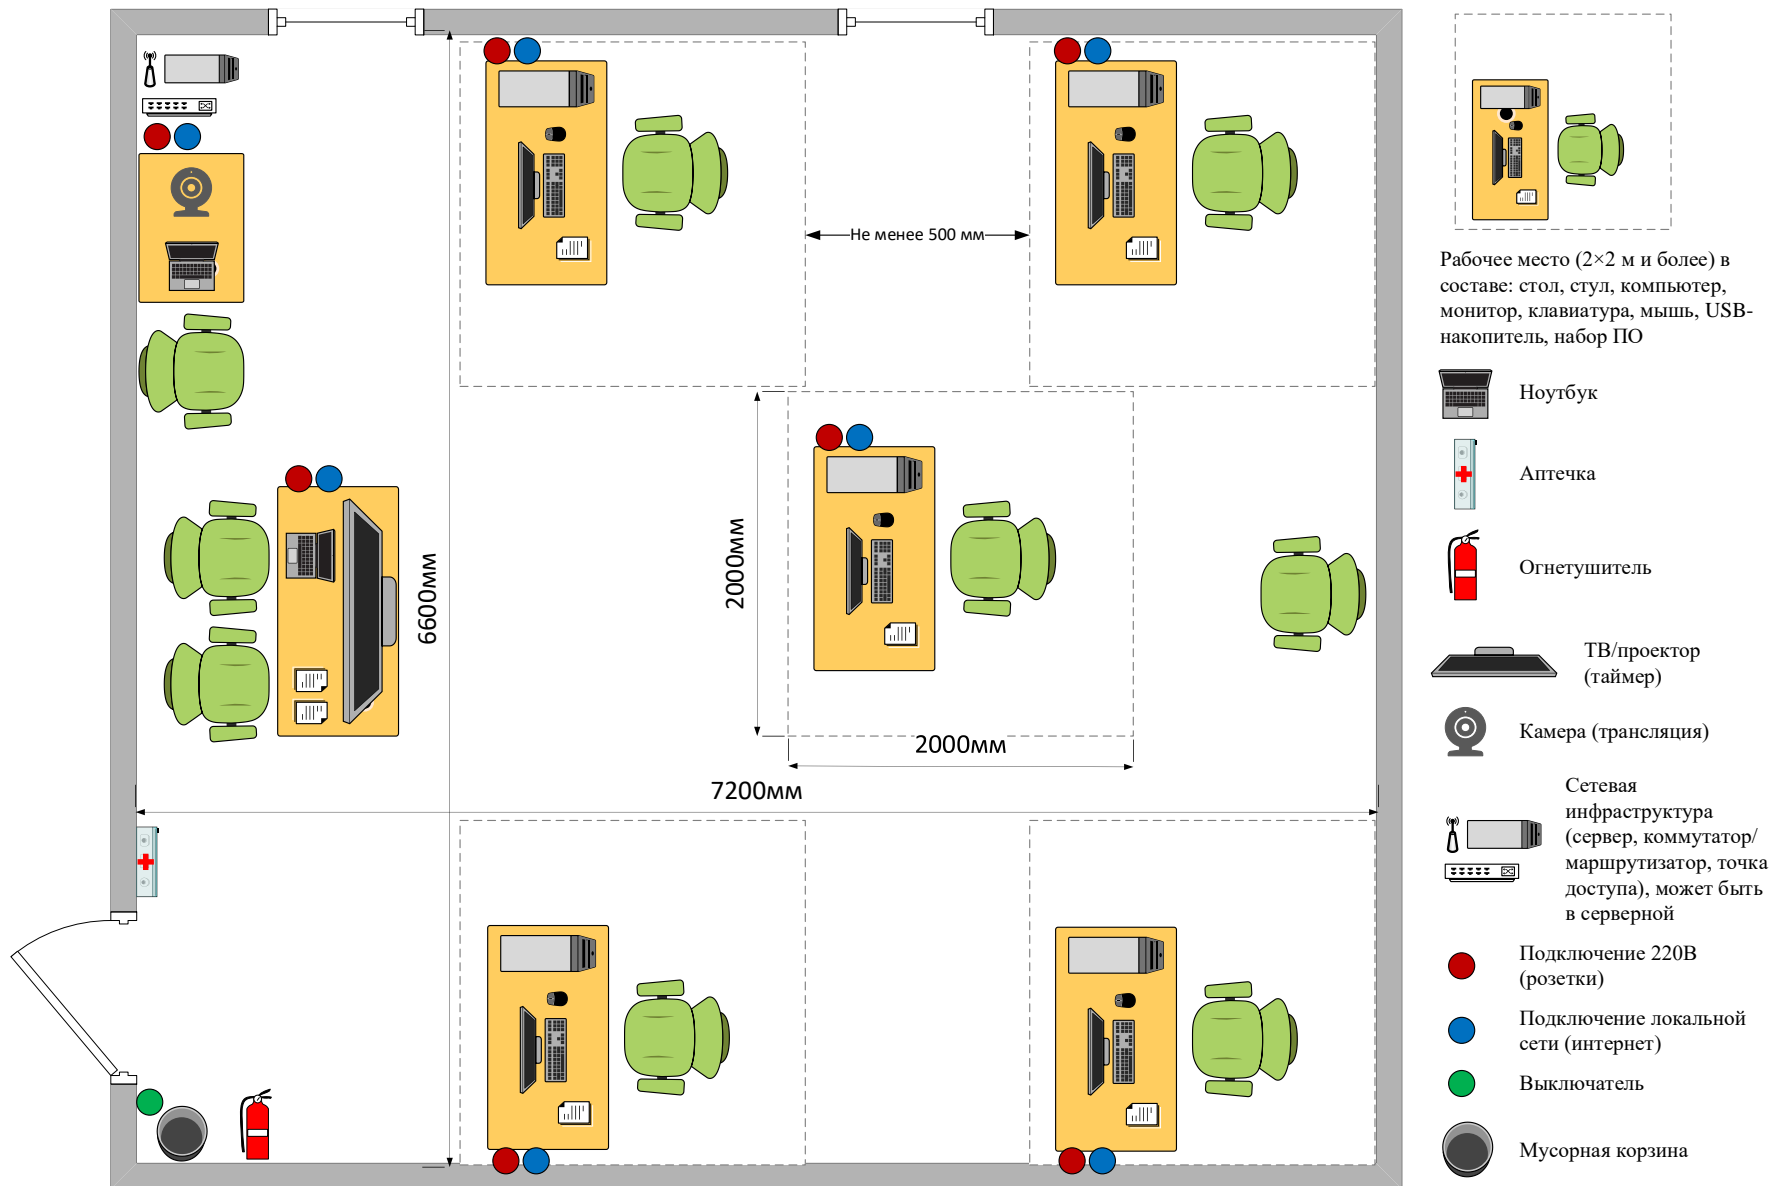 Не менее 500 мм
6600мм
2000мм
2000мм
7200мм
Рабочее место (2×2 м и более) в
составе: стол, стул, компьютер,
монитор, клавиатура, мышь, USB-
накопитель, набор ПО
Ноутбук
Аптечка
Огнетушитель
ТВ/проектор
(таймер)
Камера (трансляция)
Сетевая
инфраструктура
(сервер, коммутатор/
маршрутизатор, точка
доступа), может быть
в серверной
Подключение 220В
(розетки)
Подключение локальной
сети (интернет)
Выключатель
Мусорная корзина